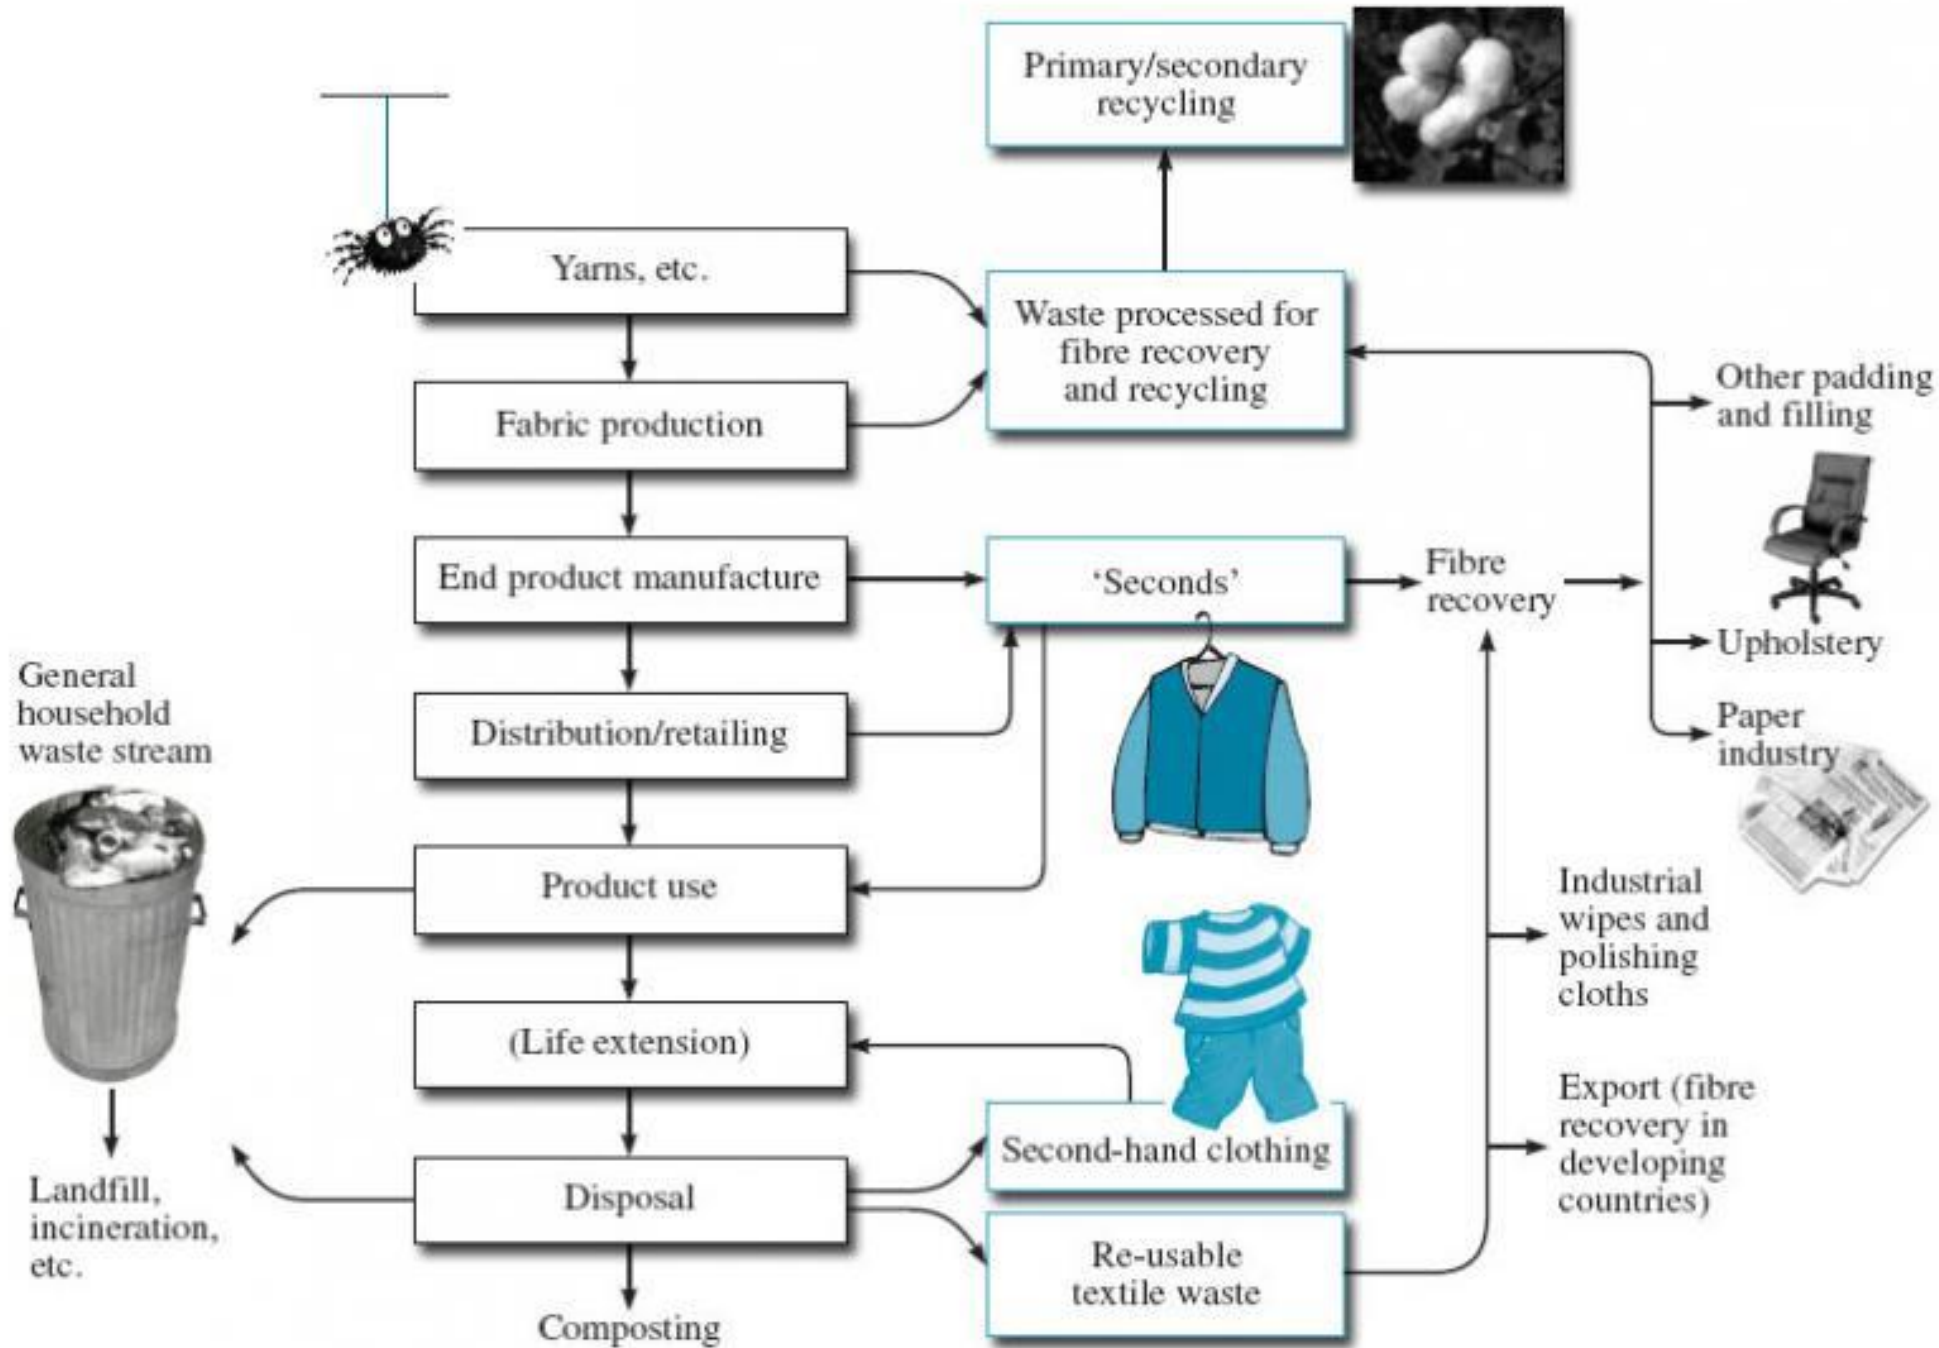 Primary/secondary
recycling
Yarns, etc.
Waste processed for
fibre recovery
and recycling
Fabric production
Other padding
and filling
End product manufacture
‘Seconds’
Fibre
recovery
Upholstery
General
household
waste stream
Distribution/retailing
Paper
industry
Product use
Industrial
wipes and
polishing
cloths
(Life extension)
Export (fibre
recovery in
developing
countries)
Second-hand clothing
Landfill,
incineration,
etc.
Disposal
Re-usable
textile waste
Composting